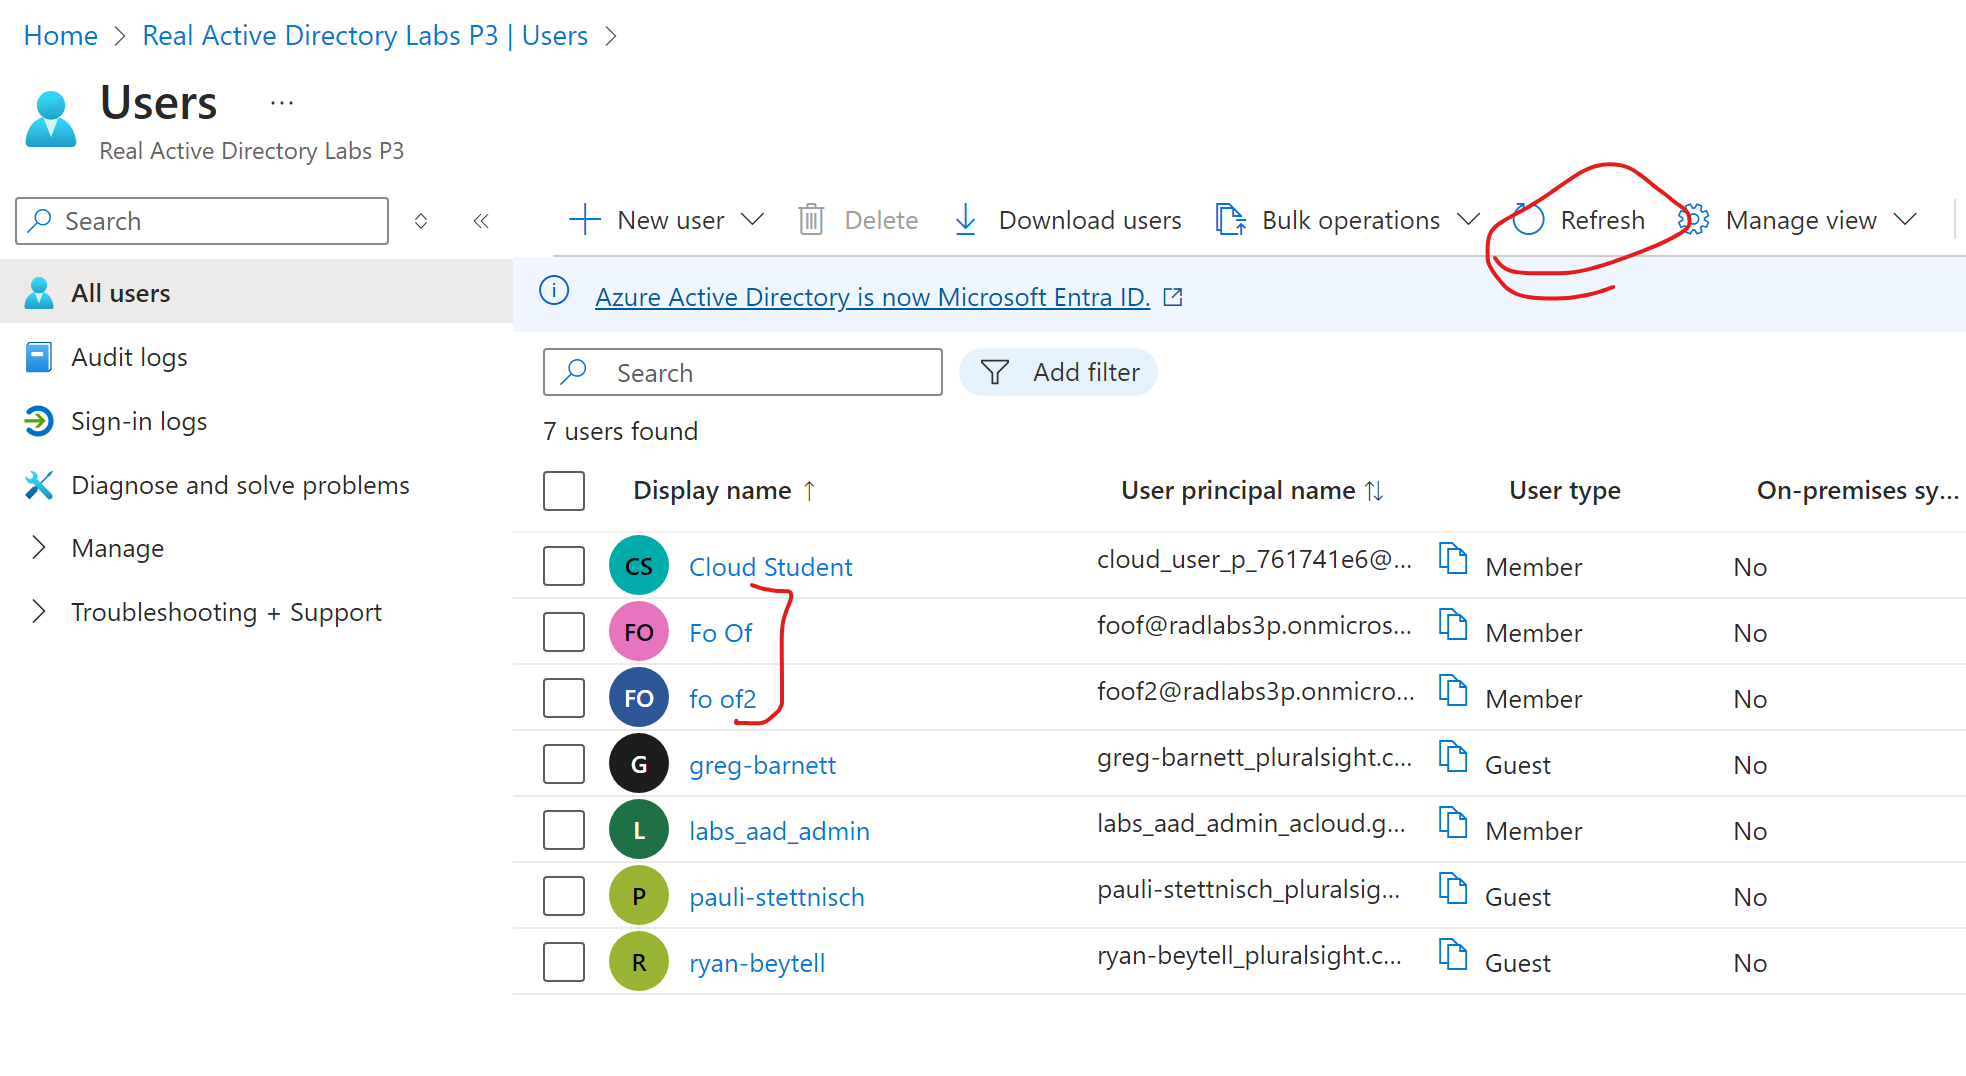 Home > Real Active Directory Labs P3 | Users >
Users ...
Real Active Directory Labs P3
Search
«
New user
Delete
Download users
Bulk operations
Refresh
Manage view
All users
Audit logs
Sign-in logs
Diagnose and solve problems
Manage
Troubleshooting + Support
Azure Active Directory is now Microsoft Entra ID.
Search
Add filter
7 users found
Display name ↑ User principal name ↑↓ User type On-premises sy...
CS Cloud Student cloud_user_p_761741e6@... Member No
FO Fo Of foof@radlabs3p.onmicros... Member No
FO fo of2 foof2@radlabs3p.onmicro... Member No
G greg-barnett greg-barnett_pluralsight.c... Guest No
L labs_aad_admin labs_aad_admin_acloud.g... Member No
P pauli-stettnisch pauli-stettnisch_pluralsig... Guest No
R ryan-beytell ryan-beytell_pluralsight.c... Guest No